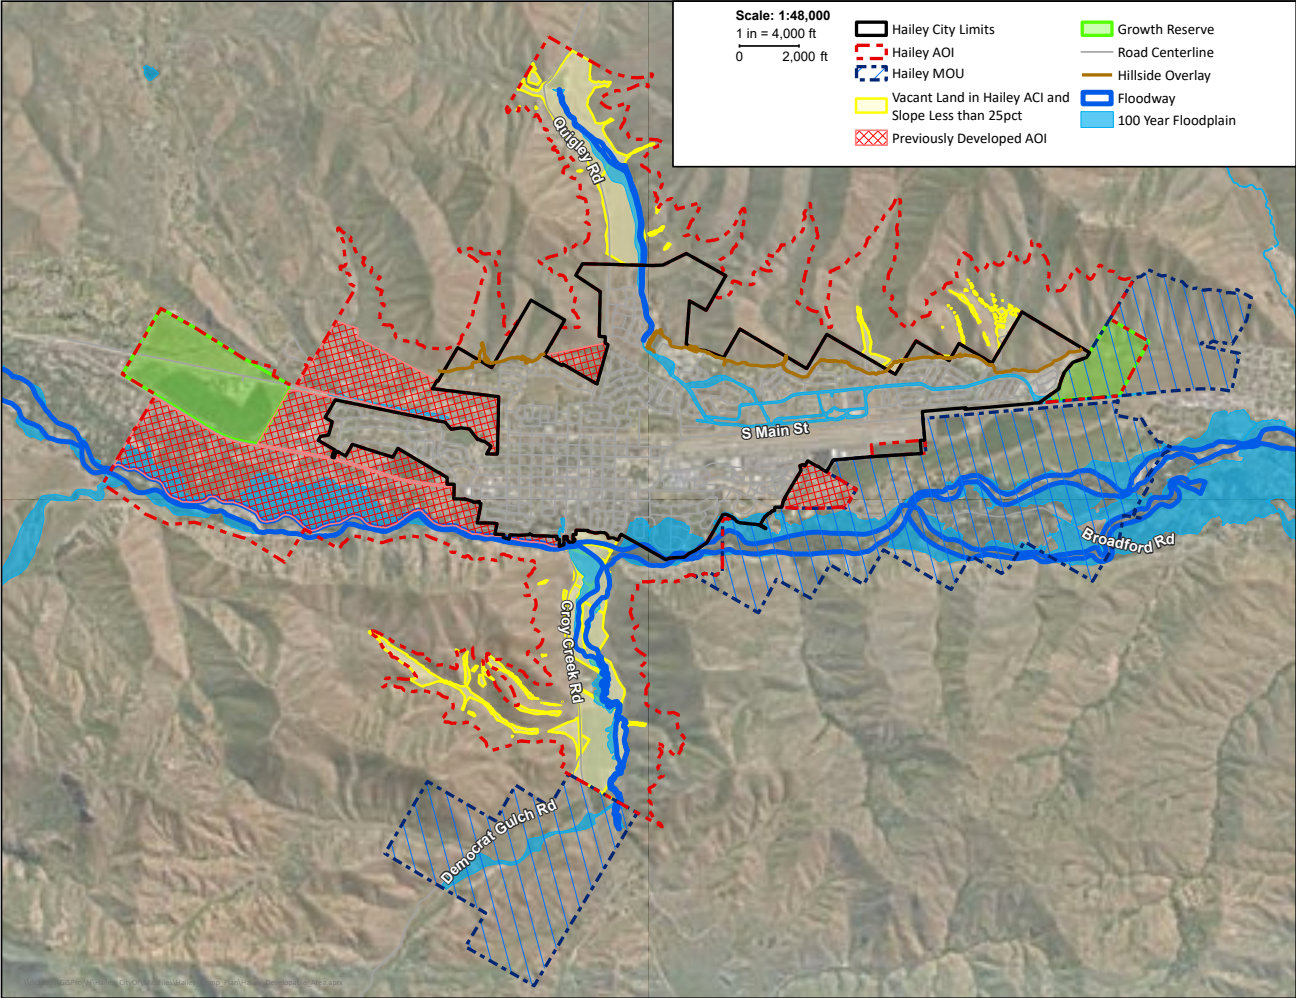 Scale: 1:48,000
1 in = 4,000 ft
0 2,000 ft
Hailey City Limits
Hailey AOI
Hailey MOU
Vacant Land in Hailey ACI and
Slope Less than 25pct
Previously Developed AOI
Growth Reserve
Road Centerline
Hillside Overlay
Floodway
100 Year Floodplain
Quigley Rd
S Main St
Broadford Rd
Croy Creek Rd
Democrat Gulch Rd